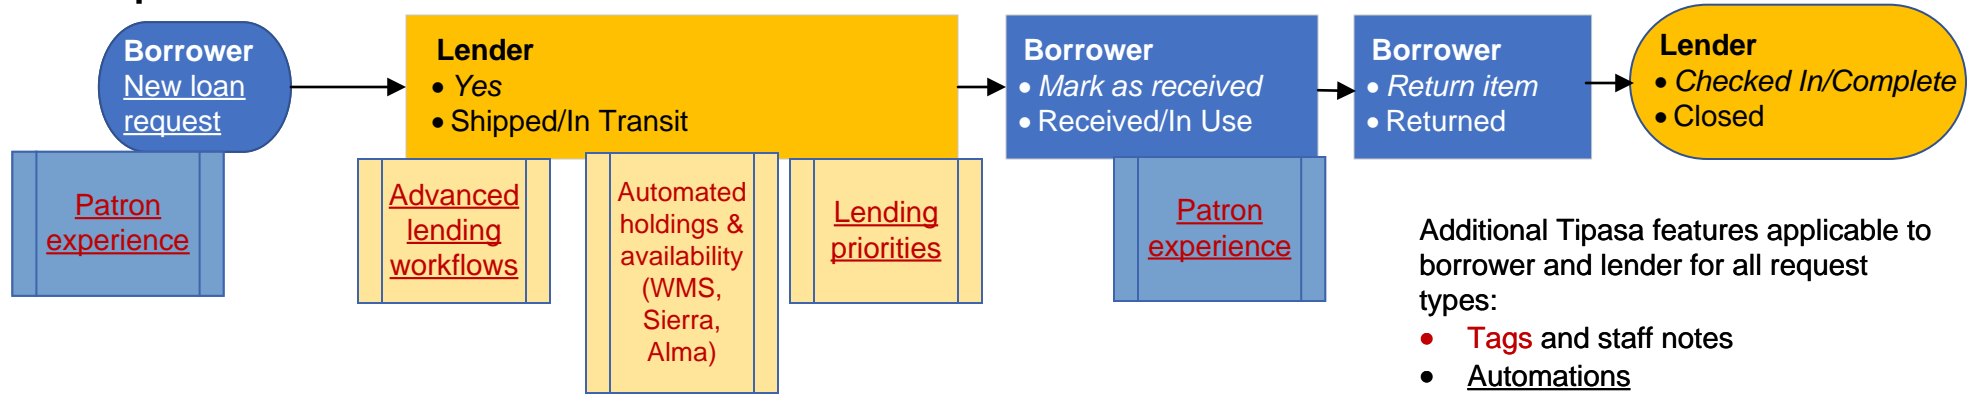 Borrower
New loan
request
Lender
• Yes
• Shipped/In Transit
Borrower
• Mark as received
• Received/In Use
Borrower
• Return item
• Returned
Lender
• Checked In/Complete
• Closed
Patron
experience
Advanced
lending
workflows
Automated
holdings &
availability
(WMS,
Sierra,
Alma)
Lending
priorities
Patron
experience
Additional Tipasa features applicable to
borrower and lender for all request
types:
• Tags and staff notes
• Automations